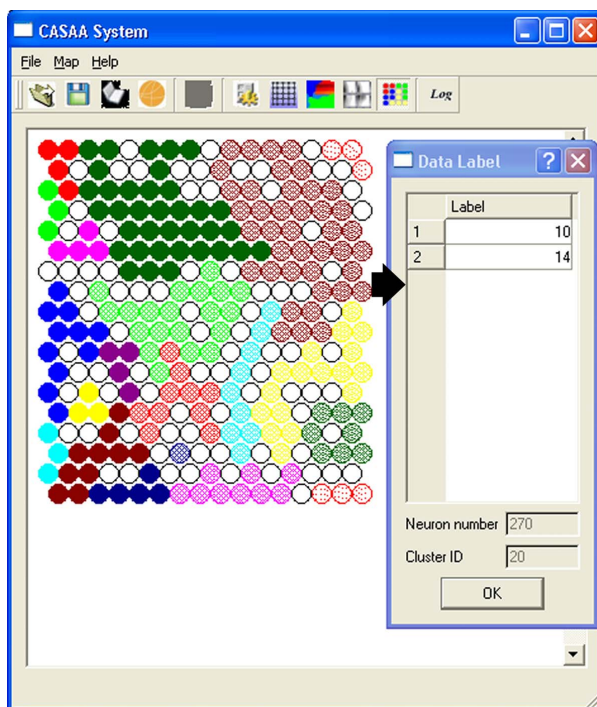 CASAA System
File Map Help
Log
Data Label
Label
1 10
2 14
Neuron number 270
Cluster ID 20
OK